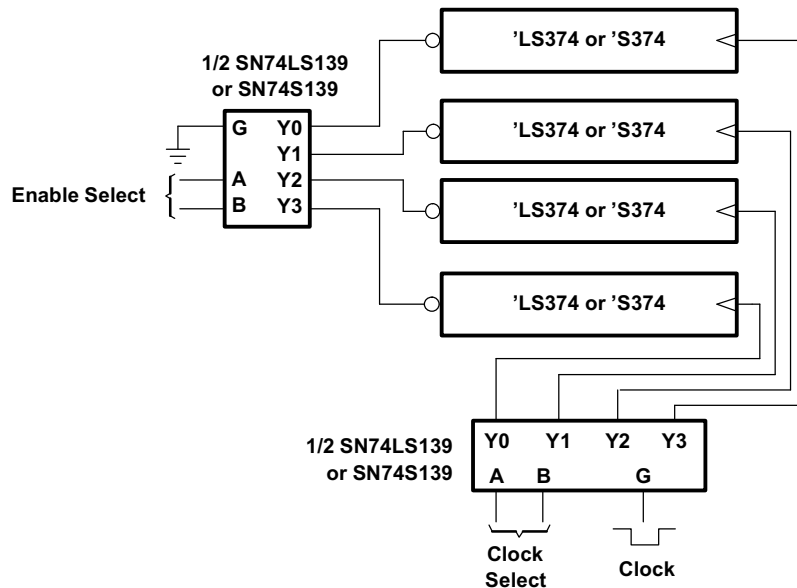 ’LS374 or ’S374
1/2 SN74LS139
or SN74S139
G Y0
Y1
A Y2
B Y3
Enable Select
’LS374 or ’S374
’LS374 or ’S374
’LS374 or ’S374
1/2 SN74LS139
or SN74S139
Y0 Y1 Y2 Y3
A B G
Clock
Select
Clock